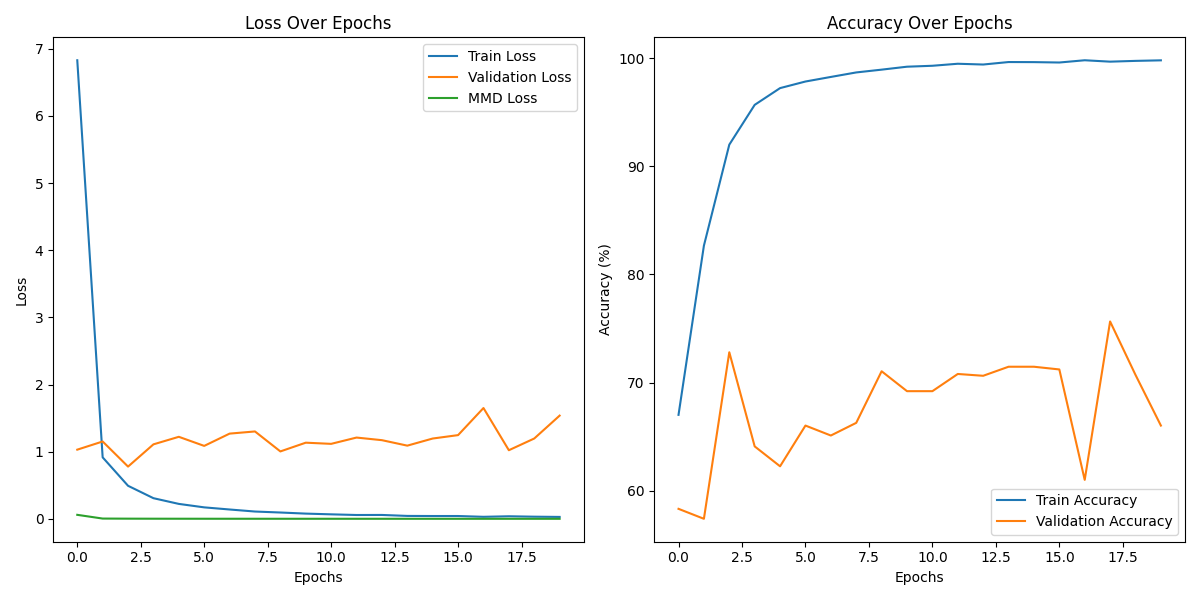 Loss Over Epochs
7
6
5
4
3
2
1
0
Loss
Train Loss
Validation Loss
MMD Loss
0.0 2.5 5.0 7.5 10.0 12.5 15.0 17.5
Epochs
Accuracy Over Epochs
100
90
80
70
60
Accuracy (%)
Train Accuracy
Validation Accuracy
0.0 2.5 5.0 7.5 10.0 12.5 15.0 17.5
Epochs